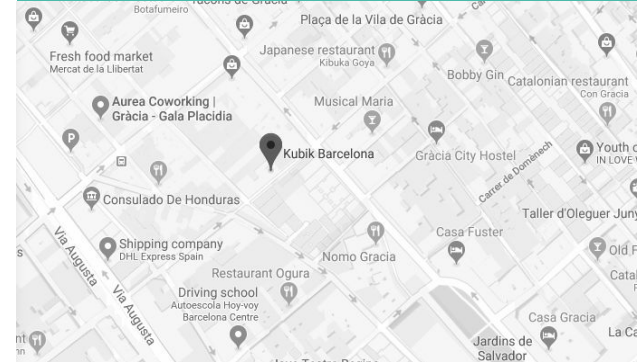 Botafumeiro
Plaça de la Vila de Gràcia
Fresh food market
Mercat de la Llibertat
Japanese restaurant
Kibuka Goya
Bobby Gin
Catalonian restaurant
Con Gracia
Aurea Coworking |
Gràcia - Gala Placidia
Musical Maria
P
Kubik Barcelona
Gràcia City Hostel
Carrer de Domènech
Youth
IN LOVE
Consulado De Honduras
Taller d'Oleguer Juny
Via Augusta
Shipping company
DHL Express Spain
Casa Fuster
Old
Nomo Gracia
Restaurant Ogura
Driving school
Autoescola Hoy-voy
Barcelona Centre
Via Augusta
Casa Gracia
Jardins de
Salvador